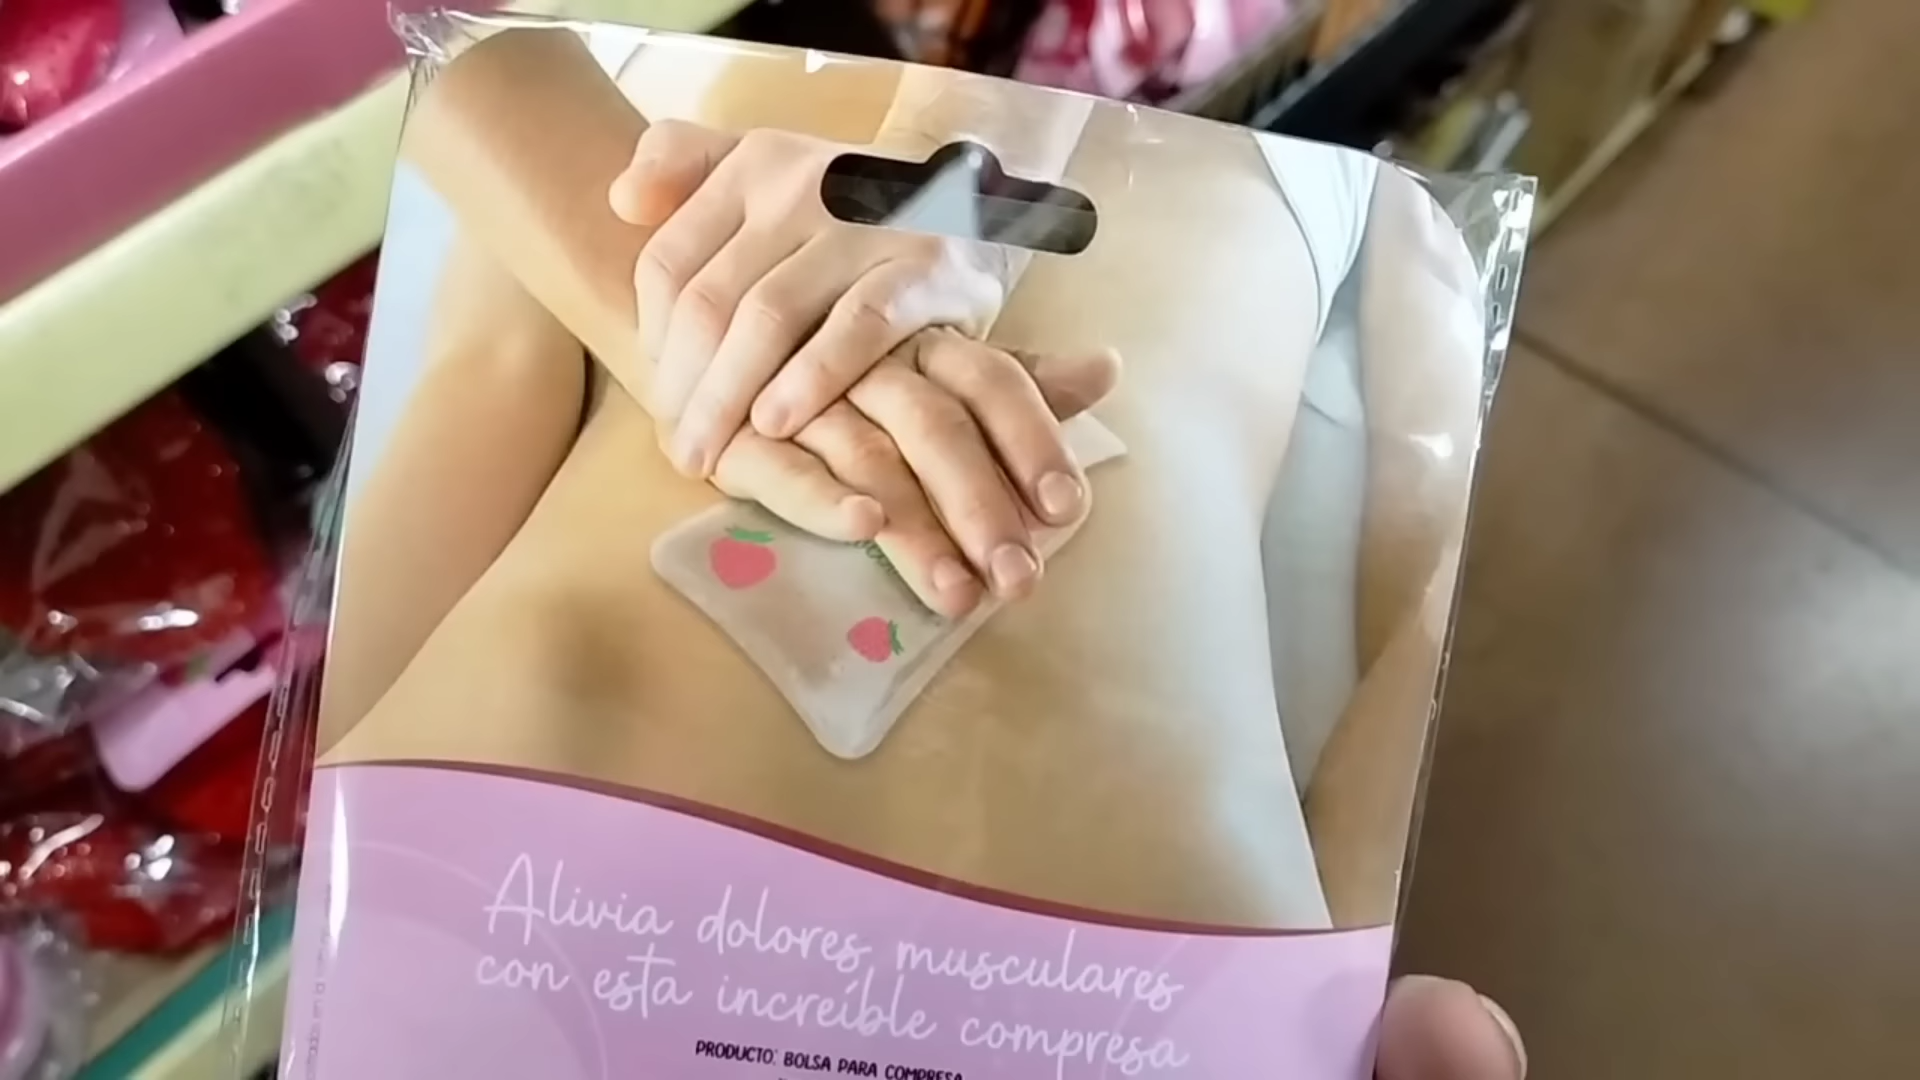 Alivia dolores musculares
con esta increíble compresa
PRODUCTO: BOLSA PARA COMPRESA